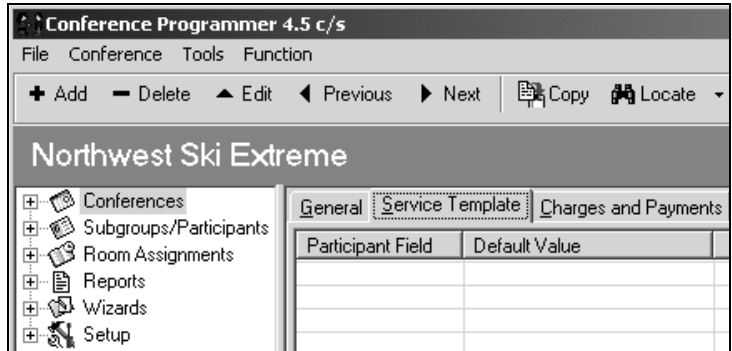 Conference Programmer 4.5 c/s
File Conference Tools Function
Add Delete Edit Previous Next Copy Locate
Northwest Ski Extreme
Conferences
Subgroups/Participants
Room Assignments
Reports
Wizards
Setup
General Service Template Charges and Payments
Participant Field Default Value